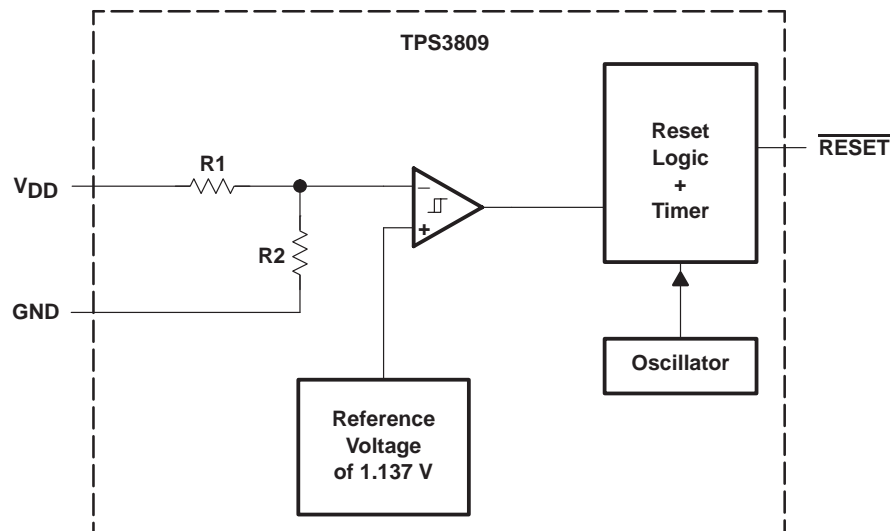 TPS3809
Reset
Logic
+
Timer
RESET
R1
VDD
−
+
R2
GND
Oscillator
Reference
Voltage
of 1.137 V